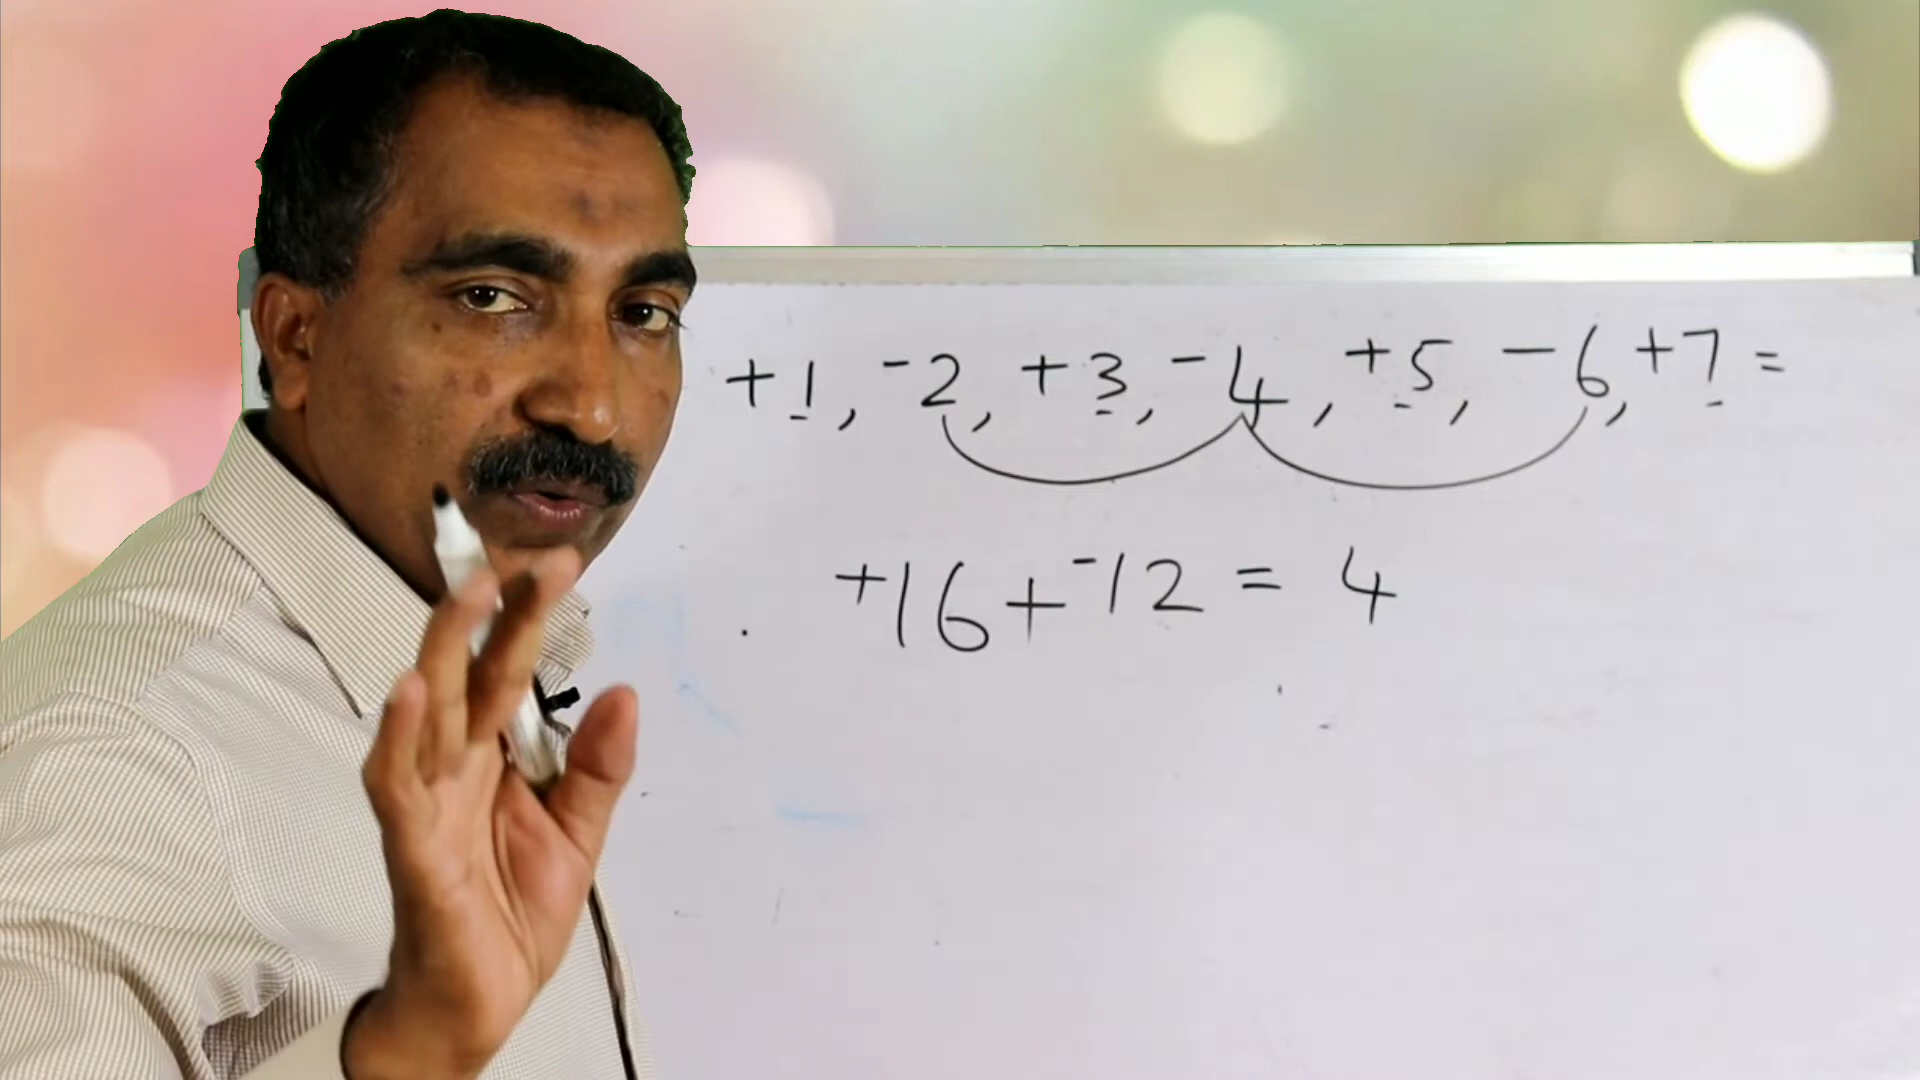 +1, -2, +3, -4, +5, -6, +7 =
+16 + -12 = 4